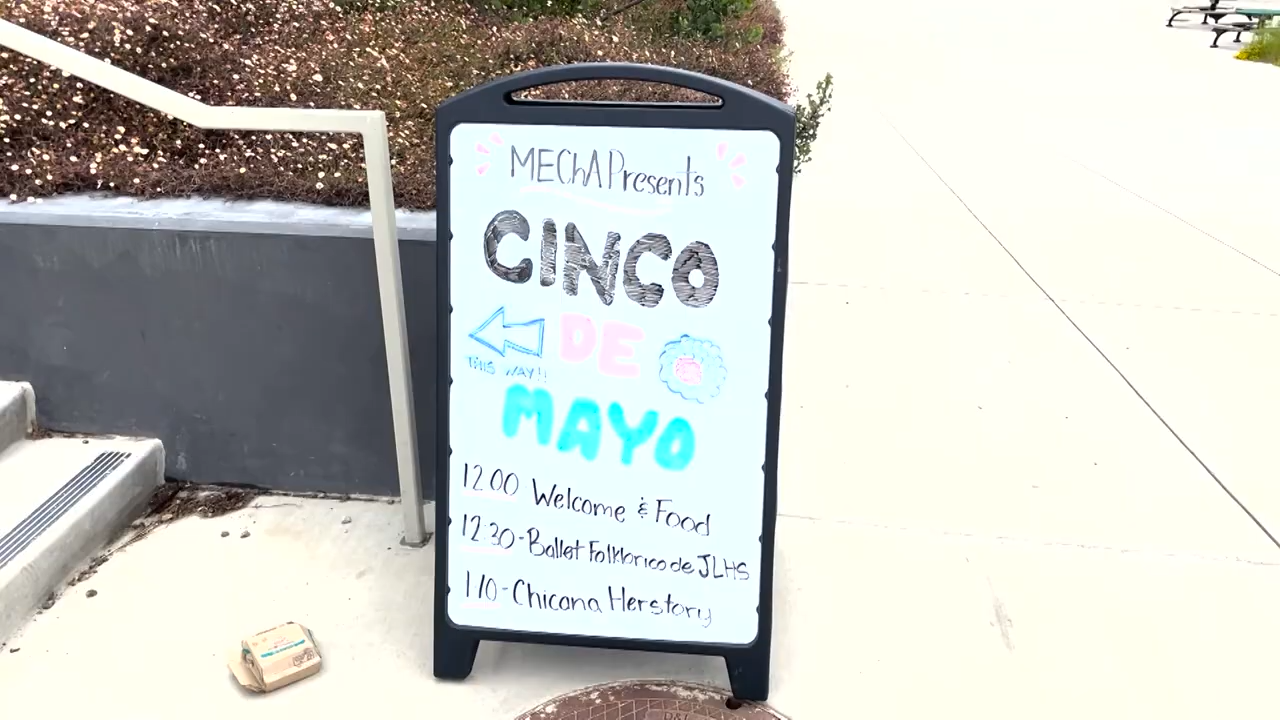 MEChA Presents
CINCO
DE
THIS WAY!!
MAYO
12:00 Welcome & Food
12:30-Ballet Folklorico de JLHS
1:10-Chicana Herstory